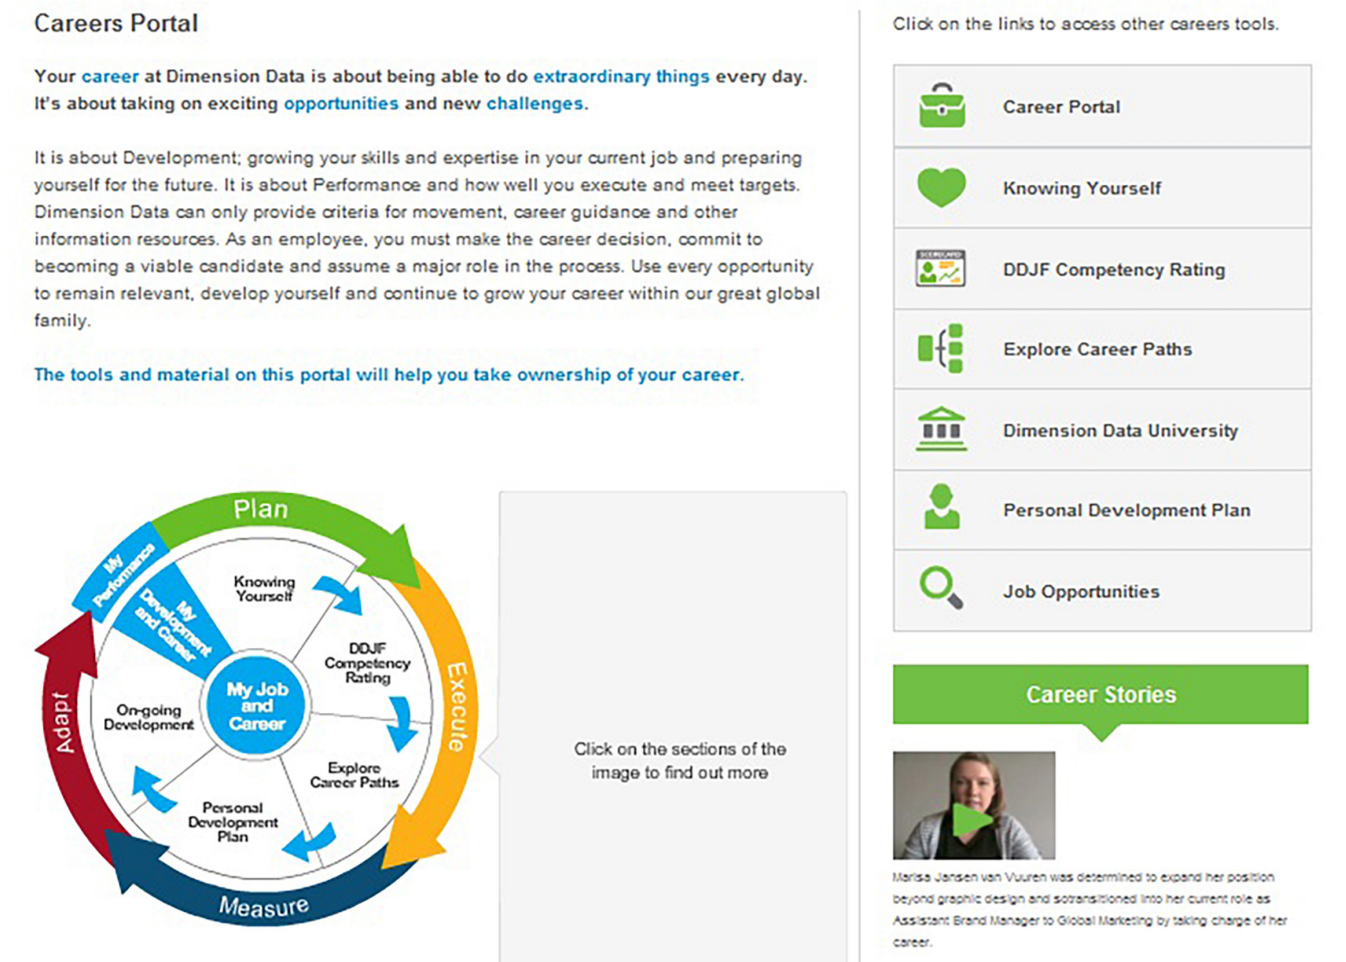 Careers Portal
Your career at Dimension Data is about being able to do extraordinary things every day.
It's about taking on exciting opportunities and new challenges.
It is about Development; growing your skills and expertise in your current job and preparing
yourself for the future. It is about Performance and how well you execute and meet targets.
Dimension Data can only provide criteria for movement, career guidance and other
information resources. As an employee, you must make the career decision, commit to
becoming a viable candidate and assume a major role in the process. Use every opportunity
to remain relevant, develop yourself and continue to grow your career within our great global
family.
The tools and material on this portal will help you take ownership of your career.
Plan
Execute
Measure
Adapt
My
Performance
My
Development
and Career
Knowing
Yourself
DDJF
Competency
Rating
Explore
Career Paths
Personal
Development
Plan
On-going
Development
My Job
and
Career
Click on the sections of the
image to find out more
Click on the links to access other careers tools.
Career Portal
Knowing Yourself
SCORECARD
DDJF Competency Rating
Explore Career Paths
Dimension Data University
Personal Development Plan
Job Opportunities
Career Stories
Marisa Jansen van Vuuren was determined to expand her position
beyond graphic design and sotransitioned into her current role as
Assistant Brand Manager to Global Marketing by taking charge of her
career.